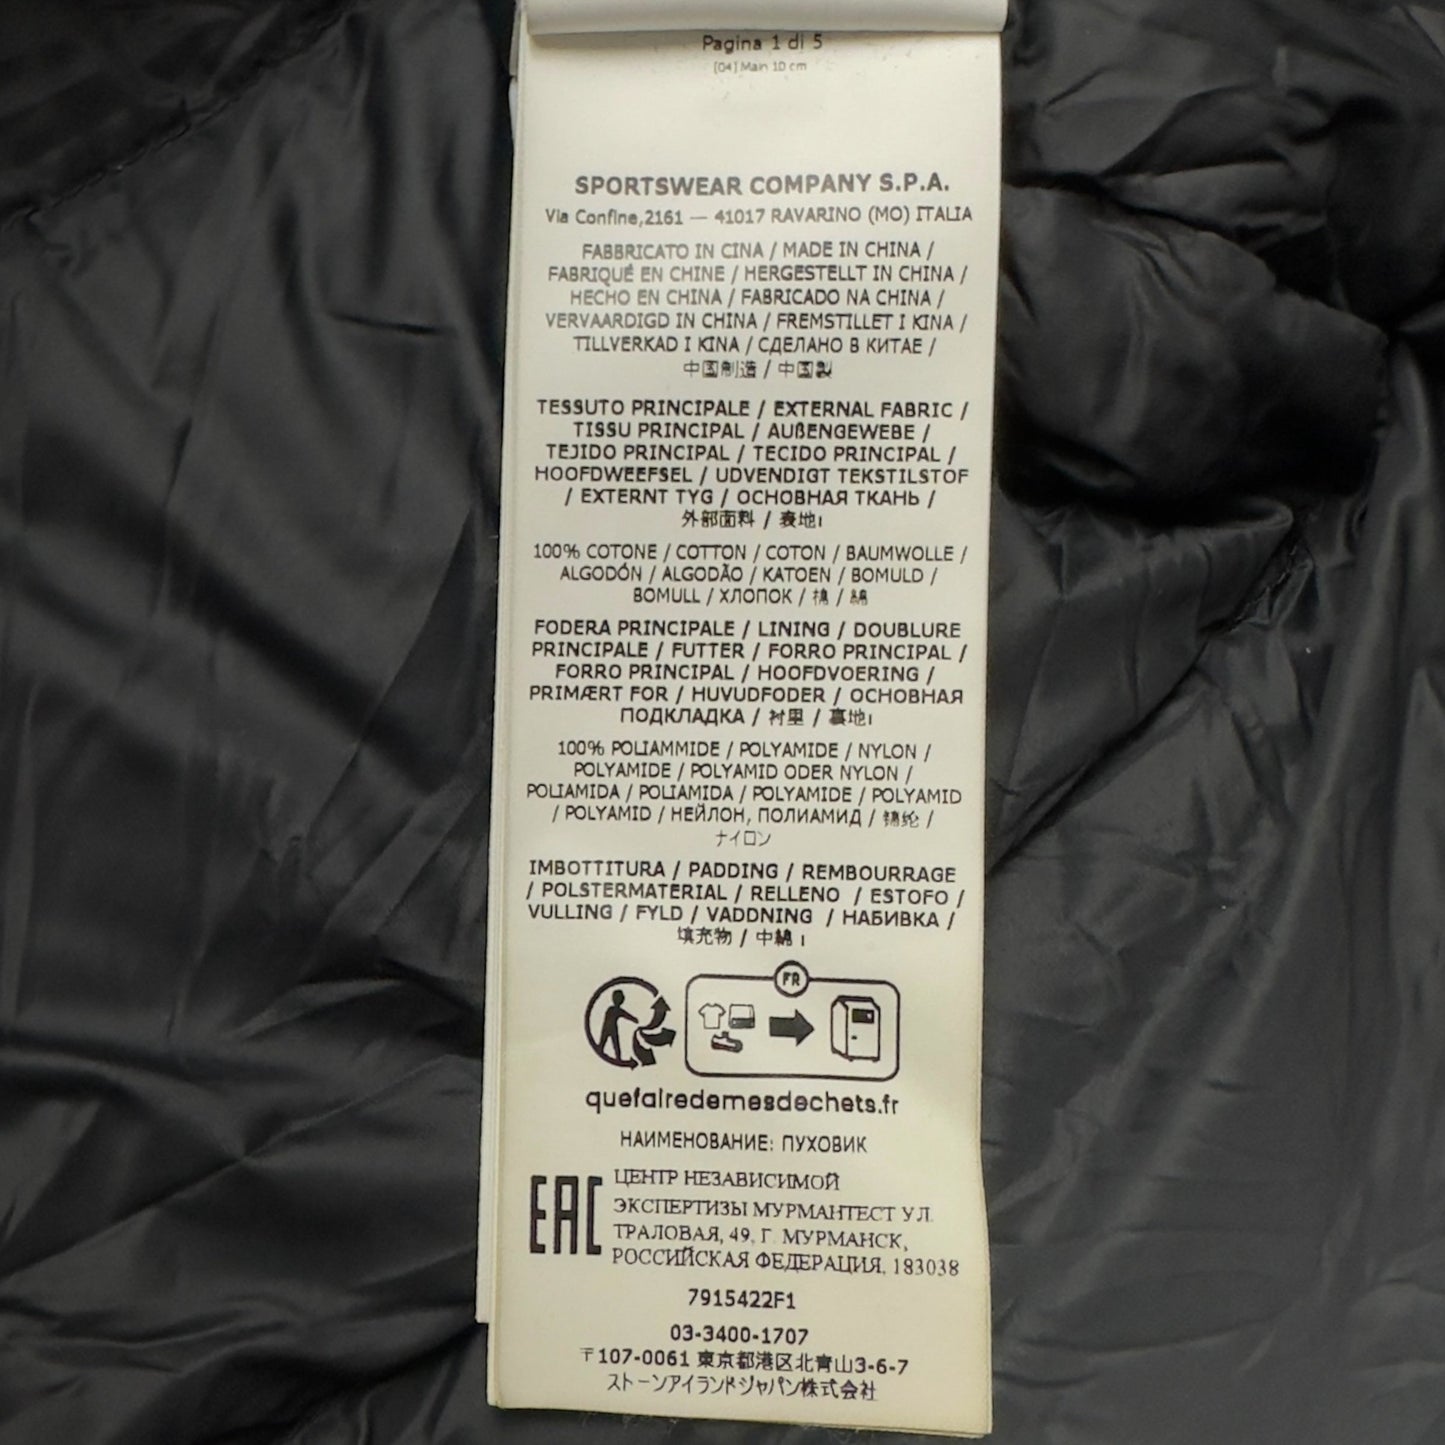 Pagina 1 di 5
[04] Main 10 cm
SPORTSWEAR COMPANY S.P.A.
Via Confine,2161 — 41017 RAVARINO (MO) ITALIA
FABBRICATO IN CINA / MADE IN CHINA /
FABRIQUÉ EN CHINE / HERGESTELLT IN CHINA /
HECHO EN CHINA / FABRICADO NA CHINA /
VERVAARDIGD IN CHINA / FREMSTILLET I KINA /
TILLVERKAD I KINA / СДЕЛАНО В КИТАЕ /
中国制造 / 中国製
TESSUTO PRINCIPALE / EXTERNAL FABRIC /
TISSU PRINCIPAL / AUßENGEWEBE /
TEJIDO PRINCIPAL / TECIDO PRINCIPAL /
HOOFDWEEFSEL / UDVENDIGT TEKSTILSTOF
/ EXTERNT TYG / ОСНОВНАЯ ТКАНЬ /
外部面料 / 表地:
100% COTONE / COTTON / COTON / BAUMWOLLE /
ALGODÓN / ALGODÃO / KATOEN / BOMULD /
BOMULL / ХЛОПОК / 棉 / 綿
FODERA PRINCIPALE / LINING / DOUBLURE
PRINCIPALE / FUTTER / FORRO PRINCIPAL /
FORRO PRINCIPAL / HOOFDVOERING /
PRIMÆRT FOR / HUVUDFODER / ОСНОВНАЯ
ПОДКЛАДКА / 衬里 / 裏地:
100% POLIAMMIDE / POLYAMIDE / NYLON /
POLYAMIDE / POLYAMID ODER NYLON /
POLIAMIDA / POLIAMIDA / POLYAMIDE / POLYAMID
/ POLYAMID / НЕЙЛОН, ПОЛИАМИД / 锦纶 /
ナイロン
IMBOTTITURA / PADDING / REMBOURRAGE
/ POLSTERMATERIAL / RELLENO / ESTOFO /
VULLING / FYLD / VADDNING / НАБИВКА /
填充物 / 中綿 :
FR
quefairedemesdechets.fr
НАИМЕНОВАНИЕ: ПУХОВИК
EAC
ЦЕНТР НЕЗАВИСИМОЙ
ЭКСПЕРТИЗЫ МУРМАНТЕСТ УЛ.
ТРАЛОВАЯ, 49, Г. МУРМАНСК,
РОССИЙСКАЯ ФЕДЕРАЦИЯ, 183038
7915422F1
03-3400-1707
〒107-0061 東京都港区北青山3-6-7
ストーンアイランドジャパン株式会社